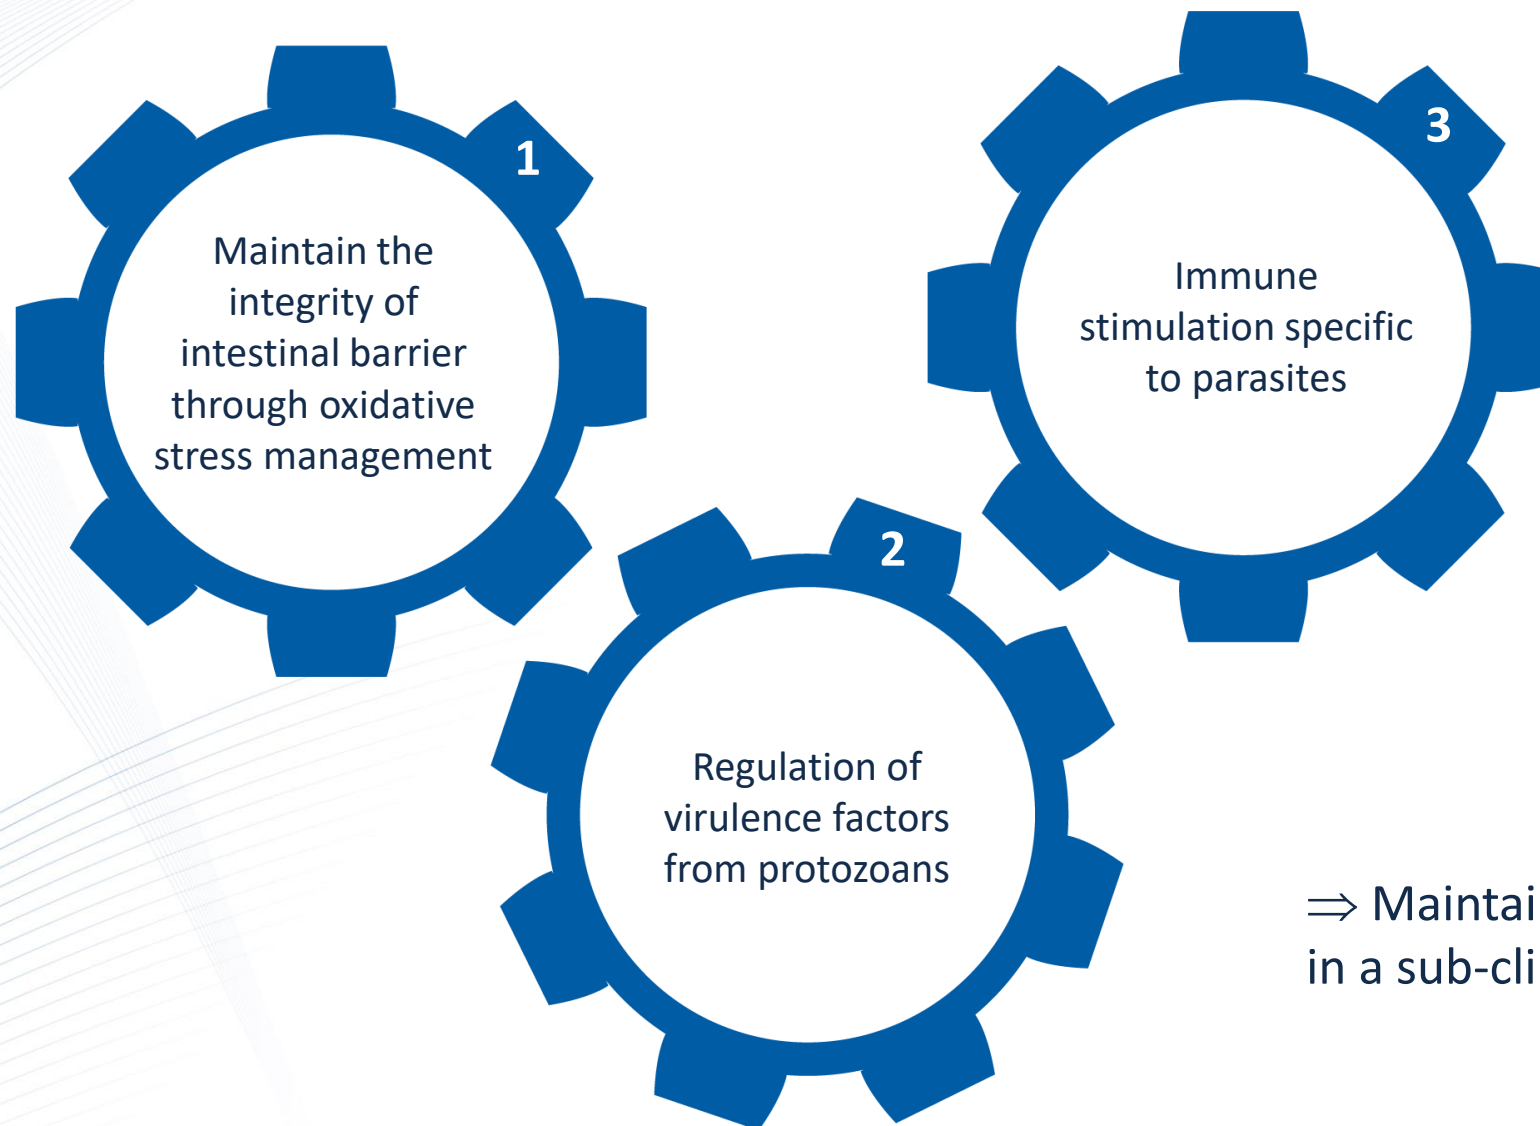 1
Maintain the
integrity of
intestinal barrier
through oxidative
stress management
2
Regulation of
virulence factors
from protozoans
3
Immune
stimulation specific
to parasites
⇒ Maintai
in a sub-cli